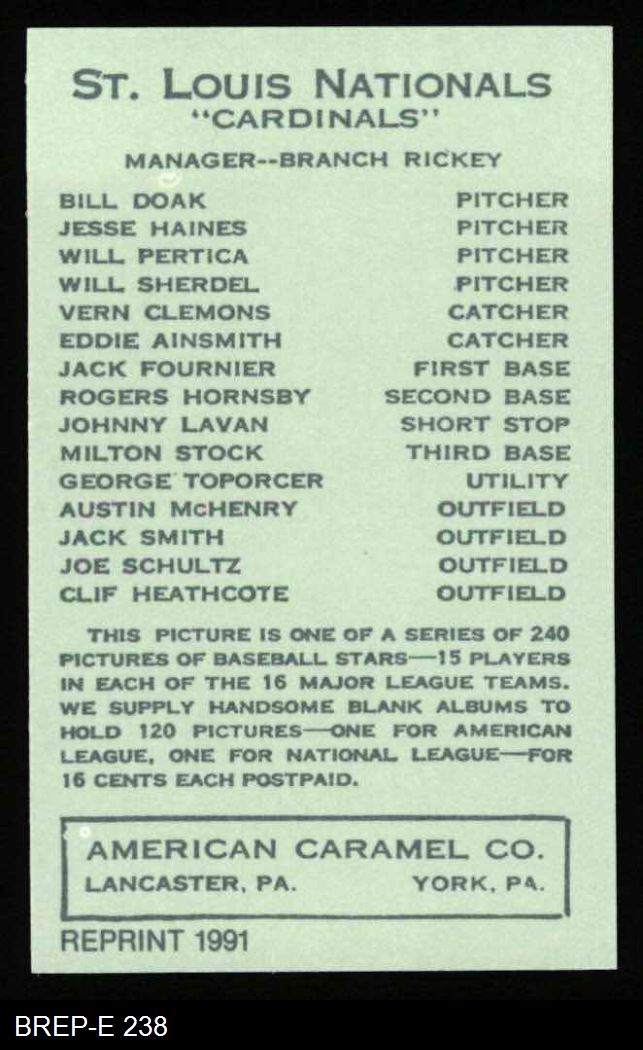 ST. LOUIS NATIONALS
"CARDINALS"
MANAGER--BRANCH RICKEY
BILL DOAK PITCHER
JESSE HAINES PITCHER
WILL PERTICA PITCHER
WILL SHERDEL PITCHER
VERN CLEMONS CATCHER
EDDIE AINSMITH CATCHER
JACK FOURNIER FIRST BASE
ROGERS HORNSBY SECOND BASE
JOHNNY LAVAN SHORT STOP
MILTON STOCK THIRD BASE
GEORGE TOPORCER UTILITY
AUSTIN McHENRY OUTFIELD
JACK SMITH OUTFIELD
JOE SCHULTZ OUTFIELD
CLIF HEATHCOTE OUTFIELD
THIS PICTURE IS ONE OF A SERIES OF 240
PICTURES OF BASEBALL STARS—15 PLAYERS
IN EACH OF THE 16 MAJOR LEAGUE TEAMS.
WE SUPPLY HANDSOME BLANK ALBUMS TO
HOLD 120 PICTURES—ONE FOR AMERICAN
LEAGUE, ONE FOR NATIONAL LEAGUE—FOR
16 CENTS EACH POSTPAID.
AMERICAN CARAMEL CO.
LANCASTER, PA. YORK, PA.
REPRINT 1991
BREP-E 238